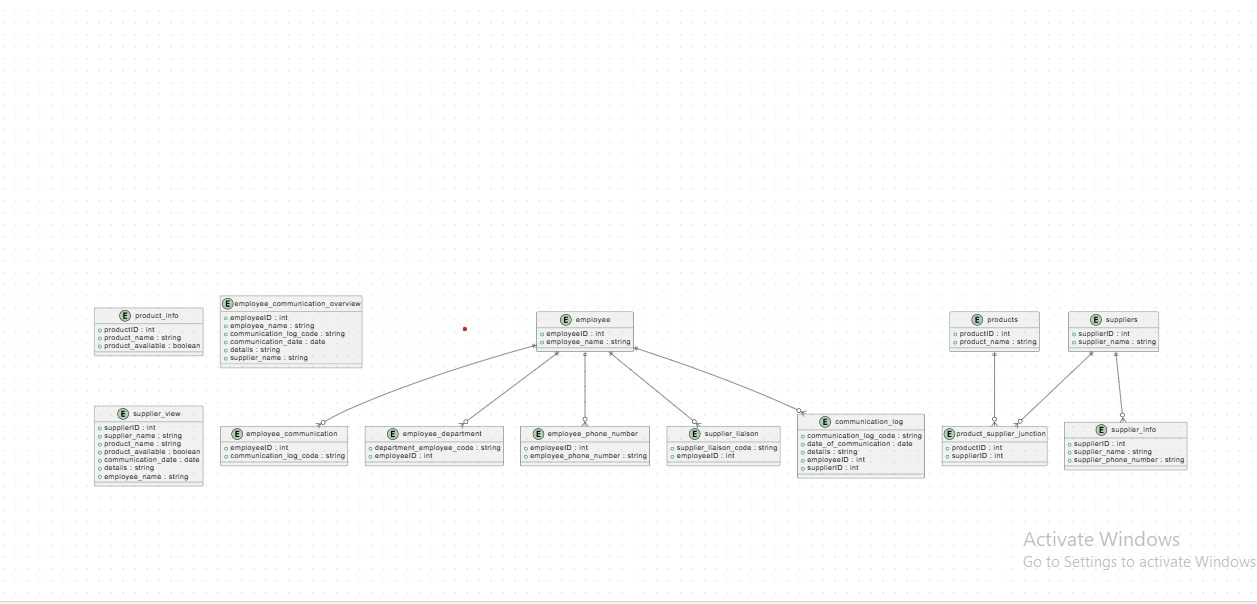 E product_info
productID : int
product_name : string
product_available : boolean
E employee_communication_overview
employeeID : int
employee_name : string
communication_log_code : string
communication_date : date
details : string
supplier_name : string
E employee
employeeID : int
employee_name : string
E products
productID : int
product_name : string
E suppliers
supplierID : int
supplier_name : string
E supplier_view
supplierID : int
supplier_name : string
product_name : string
product_available : boolean
communication_date : date
details : string
employee_name : string
E employee_communication
employeeID : int
communication_log_code : string
E employee_department
department_employee_code : string
employeeID : int
E employee_phone_number
employeeID : int
employee_phone_number : string
E supplier_liaison
supplier_liaison_code : string
employeeID : int
E communication_log
communication_log_code : string
date_of_communication : date
details : string
employeeID : int
supplierID : int
E product_supplier_junction
productID : int
supplierID : int
E supplier_info
supplierID : int
supplier_name : string
supplier_phone_number : string
Activate Windows
Go to Settings to activate Windows